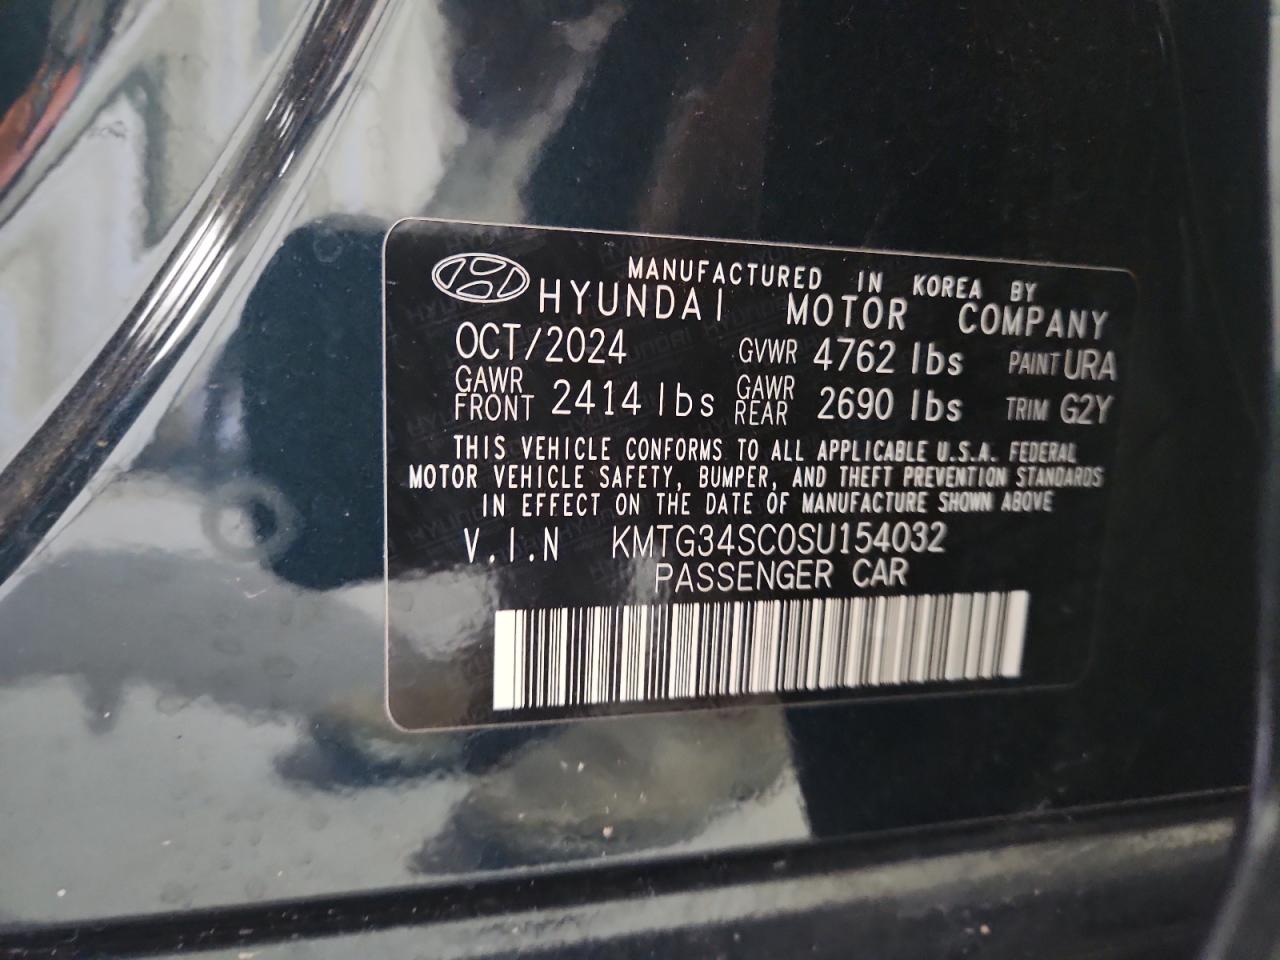 MANUFACTURED IN KOREA BY
HYUNDAI MOTOR COMPANY
OCT/2024 GVWR 4762 lbs PAINT URA
GAWR FRONT 2414 lbs GAWR REAR 2690 lbs TRIM G2Y
THIS VEHICLE CONFORMS TO ALL APPLICABLE U.S.A. FEDERAL
MOTOR VEHICLE SAFETY, BUMPER, AND THEFT PREVENTION STANDARDS
IN EFFECT ON THE DATE OF MANUFACTURE SHOWN ABOVE
V.I.N KMTG34SC0SU154032
PASSENGER CAR